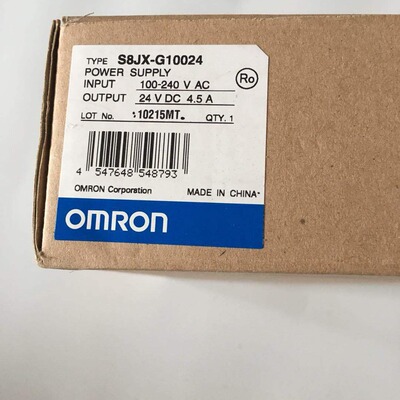 TYPE S8JX-G10024
POWER SUPPLY
INPUT 100-240 V AC
OUTPUT 24 V DC 4.5 A
LOT No. 10215MT. QTY. 1
Ro
4 547648 548793
OMRON Corporation MADE IN CHINA
OMRON